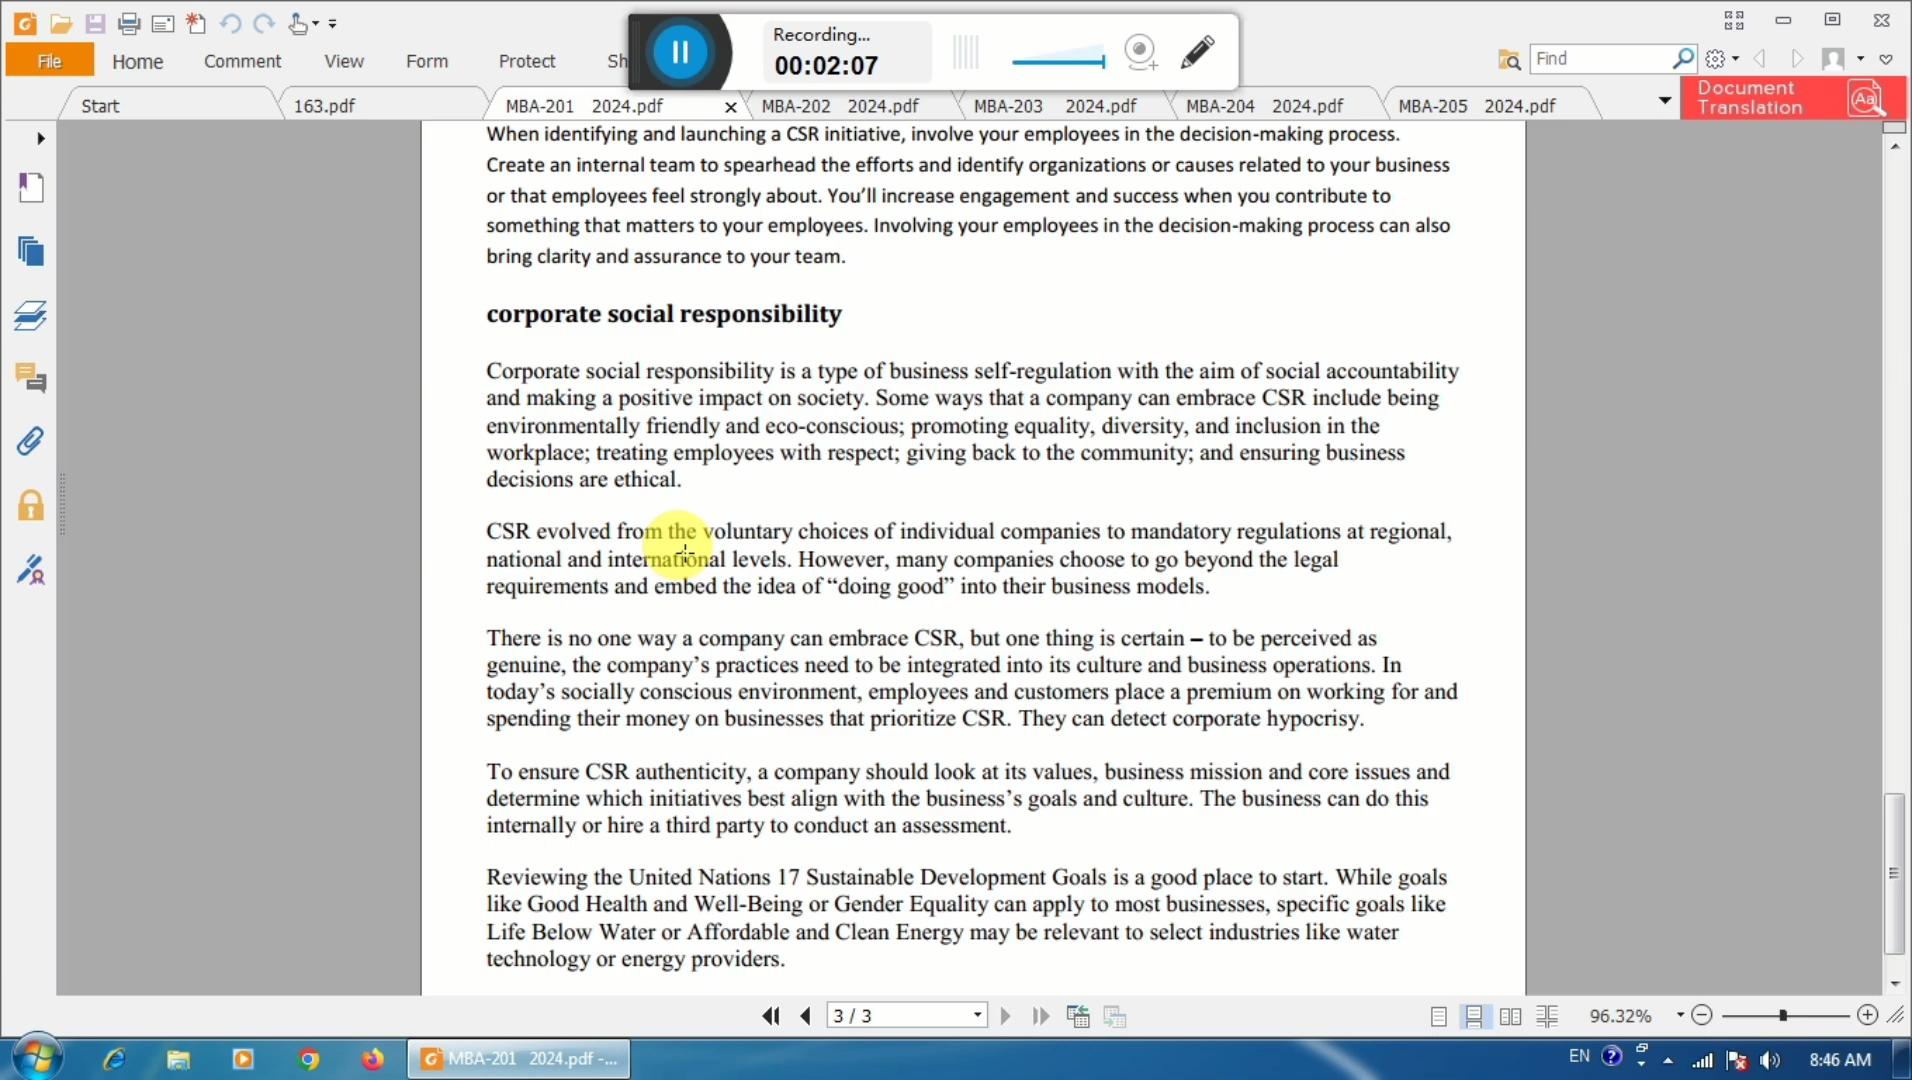 Recording...
00:02:07
File Home Comment View Form Protect Sh
Find
Start 163.pdf MBA-201 2024.pdf MBA-202 2024.pdf MBA-203 2024.pdf MBA-204 2024.pdf MBA-205 2024.pdf
Document
Translation
When identifying and launching a CSR initiative, involve your employees in the decision-making process.
Create an internal team to spearhead the efforts and identify organizations or causes related to your business
or that employees feel strongly about. You’ll increase engagement and success when you contribute to
something that matters to your employees. Involving your employees in the decision-making process can also
bring clarity and assurance to your team.
corporate social responsibility
Corporate social responsibility is a type of business self-regulation with the aim of social accountability
and making a positive impact on society. Some ways that a company can embrace CSR include being
environmentally friendly and eco-conscious; promoting equality, diversity, and inclusion in the
workplace; treating employees with respect; giving back to the community; and ensuring business
decisions are ethical.
CSR evolved from the voluntary choices of individual companies to mandatory regulations at regional,
national and international levels. However, many companies choose to go beyond the legal
requirements and embed the idea of “doing good” into their business models.
There is no one way a company can embrace CSR, but one thing is certain – to be perceived as
genuine, the company’s practices need to be integrated into its culture and business operations. In
today’s socially conscious environment, employees and customers place a premium on working for and
spending their money on businesses that prioritize CSR. They can detect corporate hypocrisy.
To ensure CSR authenticity, a company should look at its values, business mission and core issues and
determine which initiatives best align with the business’s goals and culture. The business can do this
internally or hire a third party to conduct an assessment.
Reviewing the United Nations 17 Sustainable Development Goals is a good place to start. While goals
like Good Health and Well-Being or Gender Equality can apply to most businesses, specific goals like
Life Below Water or Affordable and Clean Energy may be relevant to select industries like water
technology or energy providers.
3 / 3
96.32%
MBA-201 2024.pdf -...
EN
8:46 AM